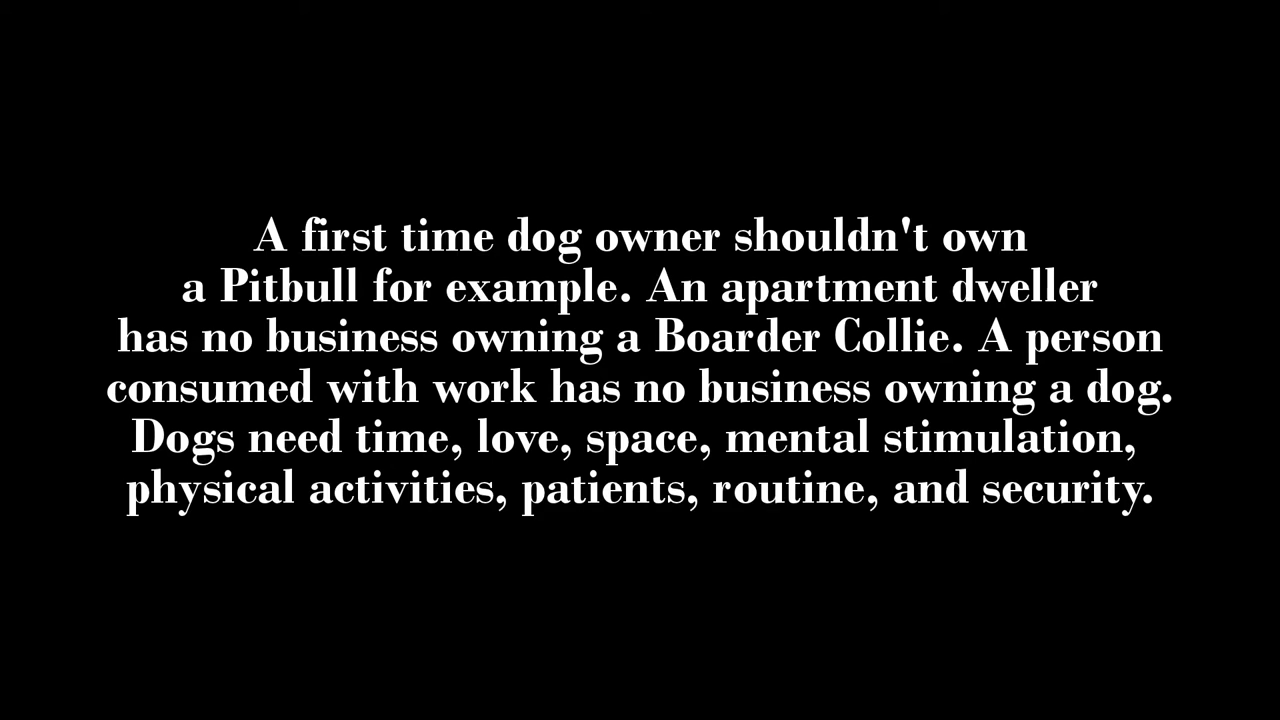 A first time dog owner shouldn't own
a Pitbull for example. An apartment dweller
has no business owning a Boarder Collie. A person
consumed with work has no business owning a dog.
Dogs need time, love, space, mental stimulation,
physical activities, patients, routine, and security.